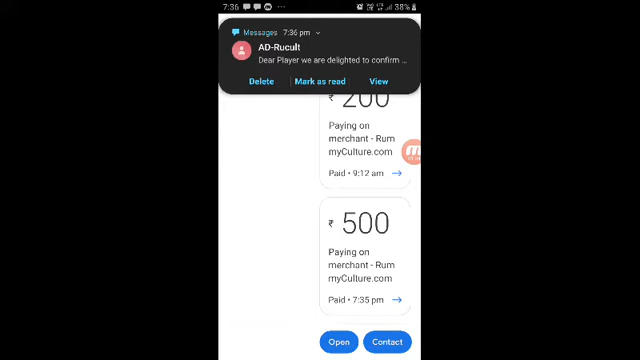 7:36 38%
Messages 7:36 pm
AD-Rucult
Dear Player we are delighted to confirm ...
Delete Mark as read View
₹ 200
Paying on
merchant - Rum
myCulture.com
Paid • 9:12 am
₹ 500
Paying on
merchant - Rum
myCulture.com
Paid • 7:35 pm
Open Contact